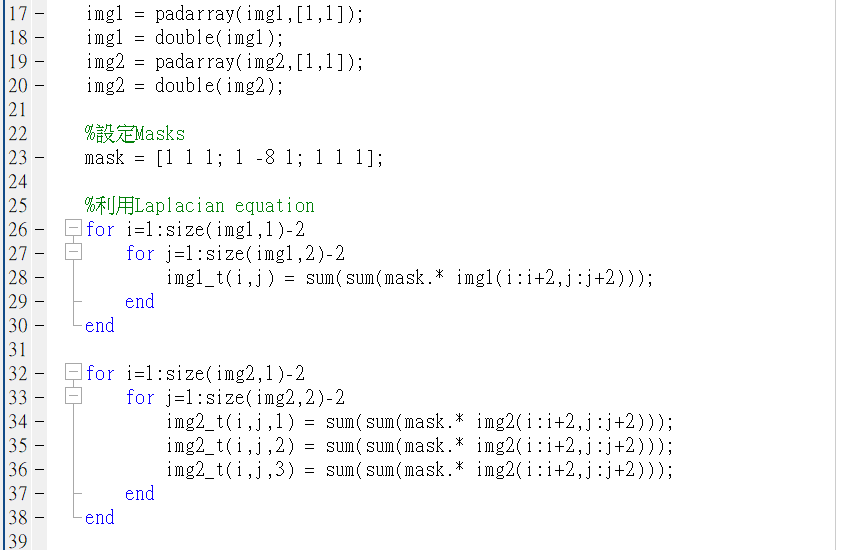 17 img1 = padarray(img1,[1,1]);
18 img1 = double(img1);
19 img2 = padarray(img2,[1,1]);
20 img2 = double(img2);
21
22 %設定Masks
23 mask = [1 1 1; 1 -8 1; 1 1 1];
24
25 %利用Laplacian equation
26 for i=1:size(img1,1)-2
27 for j=1:size(img1,2)-2
28 img1_t(i,j) = sum(sum(mask.* img1(i:i+2,j:j+2)));
29 end
30 end
31
32 for i=1:size(img2,1)-2
33 for j=1:size(img2,2)-2
34 img2_t(i,j,1) = sum(sum(mask.* img2(i:i+2,j:j+2)));
35 img2_t(i,j,2) = sum(sum(mask.* img2(i:i+2,j:j+2)));
36 img2_t(i,j,3) = sum(sum(mask.* img2(i:i+2,j:j+2)));
37 end
38 end
39